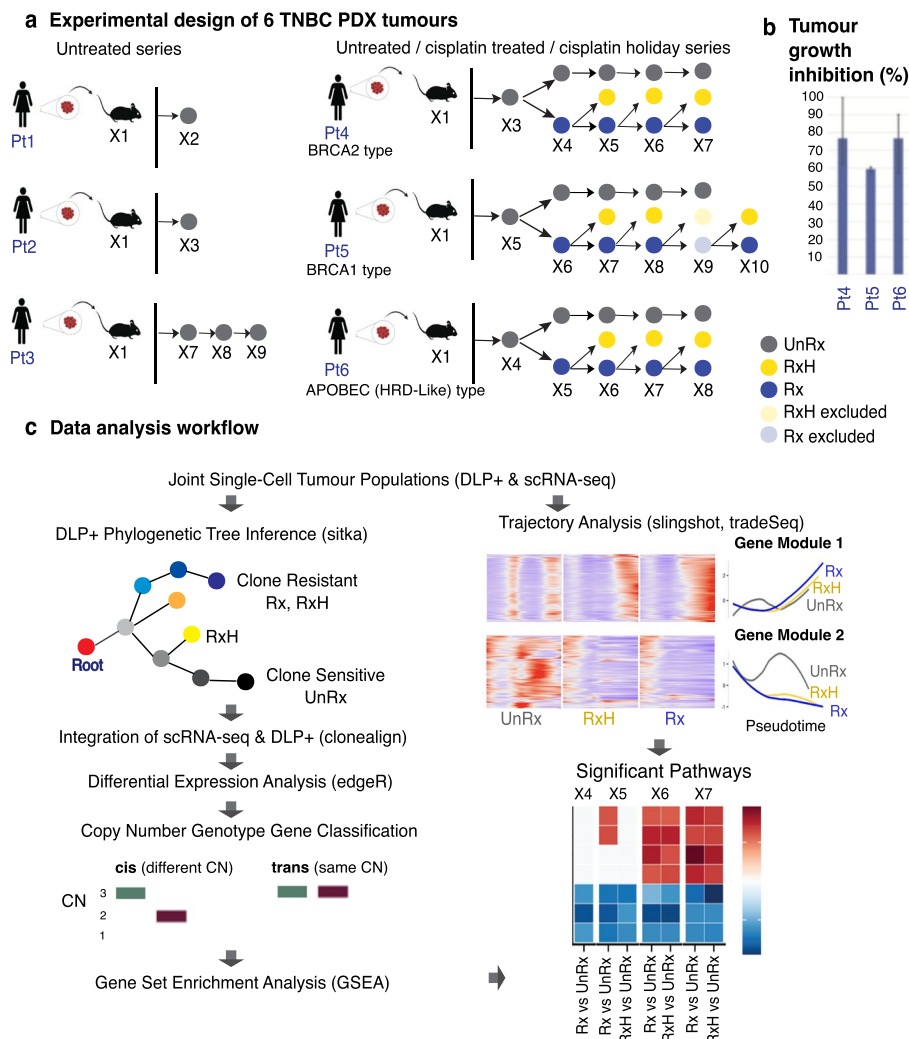 a Experimental design of 6 TNBC PDX tumours
Untreated series
Pt1
X1
X2
Pt2
X1
X3
Pt3
X1
X7 X8 X9
Untreated / cisplatin treated / cisplatin holiday series
Pt4
BRCA2 type
X1
X3
X4 X5 X6 X7
Pt5
BRCA1 type
X1
X5
X6 X7 X8 X9 X10
Pt6
APOBEC (HRD-Like) type
X1
X4
X5 X6 X7 X8
b Tumour
growth
inhibition (%)
100
90
80
70
60
50
40
30
20
10
Pt4 Pt5 Pt6
UnRx
RxH
Rx
RxH excluded
Rx excluded
c Data analysis workflow
Joint Single-Cell Tumour Populations (DLP+ & scRNA-seq)
DLP+ Phylogenetic Tree Inference (sitka)
Clone Resistant
Rx, RxH
RxH
Root
Clone Sensitive
UnRx
Integration of scRNA-seq & DLP+ (clonealign)
Differential Expression Analysis (edgeR)
Copy Number Genotype Gene Classification
cis (different CN) trans (same CN)
CN
3
2
1
Gene Set Enrichment Analysis (GSEA)
Trajectory Analysis (slingshot, tradeSeq)
Gene Module 1
2
0
Rx
RxH
UnRx
Gene Module 2
1
0
-1
UnRx
RxH
Rx
UnRx RxH Rx
Pseudotime
Significant Pathways
X4 X5 X6 X7
Rx vs UnRx
Rx vs UnRx
RxH vs UnRx
Rx vs UnRx
RxH vs UnRx
Rx vs UnRx
RxH vs UnRx